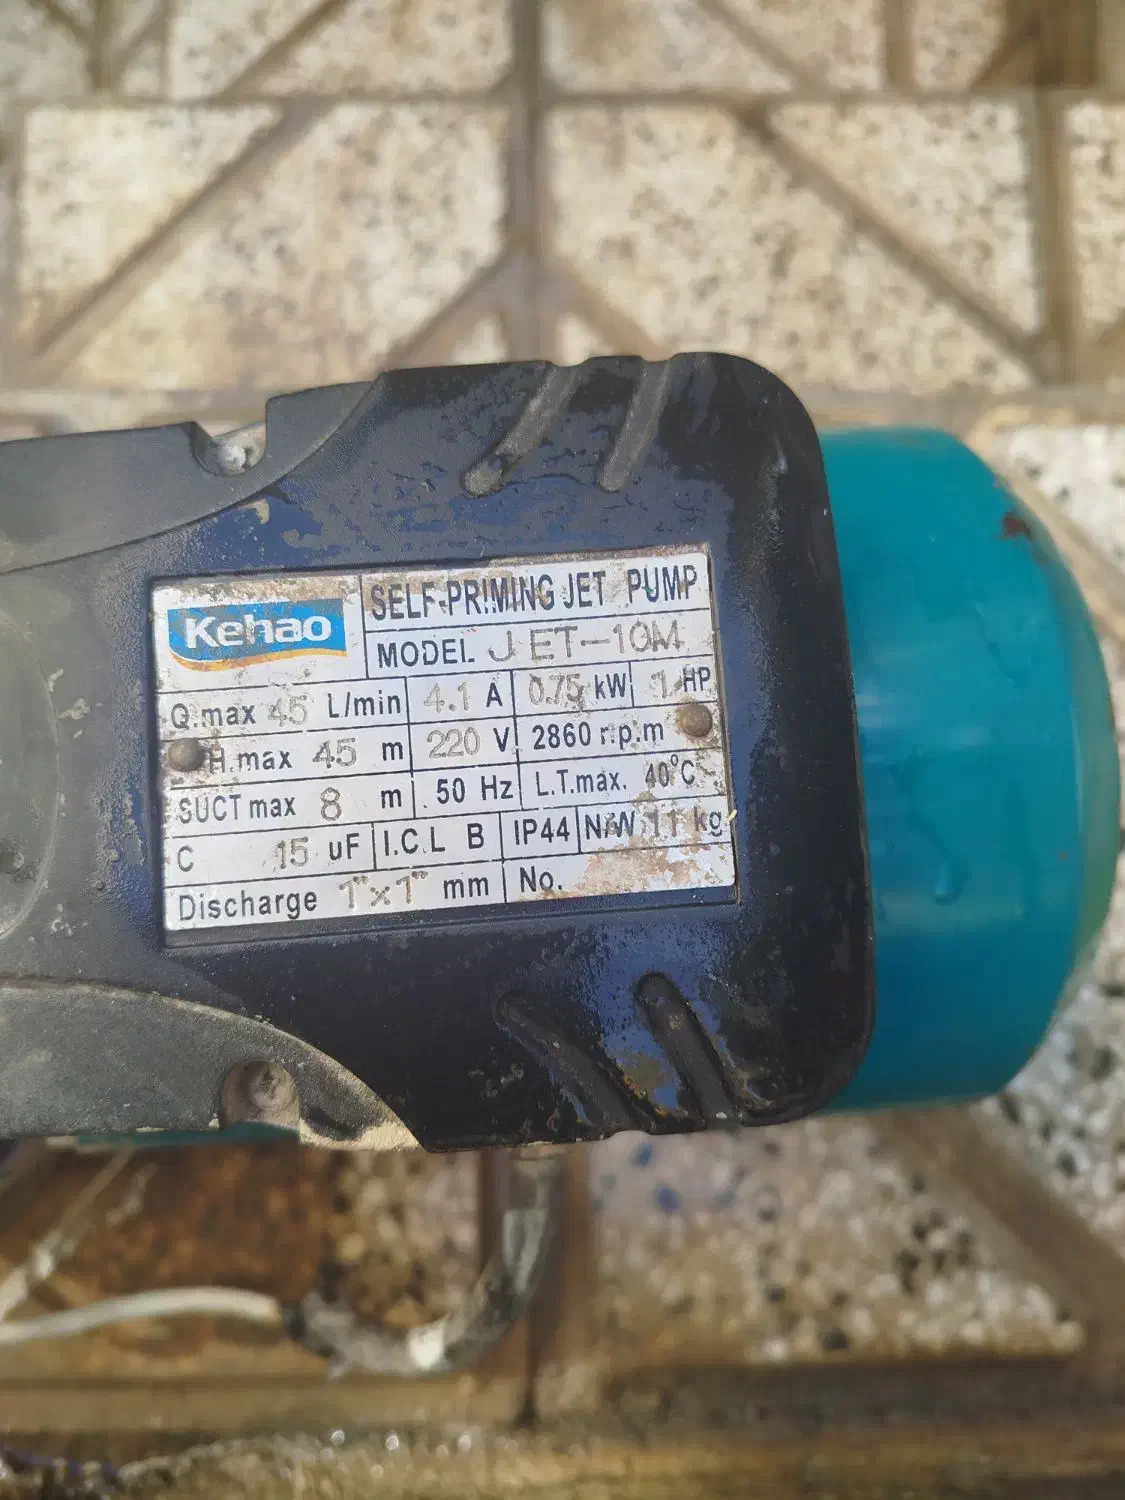 Kehao
SELF-PRIMING JET PUMP
MODEL JET-10M
Q.max 45 L/min 4.1 A 0.75 kW 1 HP
H.max 45 m 220 V 2860 r.p.m
SUCT max 8 m 50 Hz L.T.max. 40°C
C 15 uF I.C.L B IP44 N/W 11 kg
Discharge 1"×1" mm No.